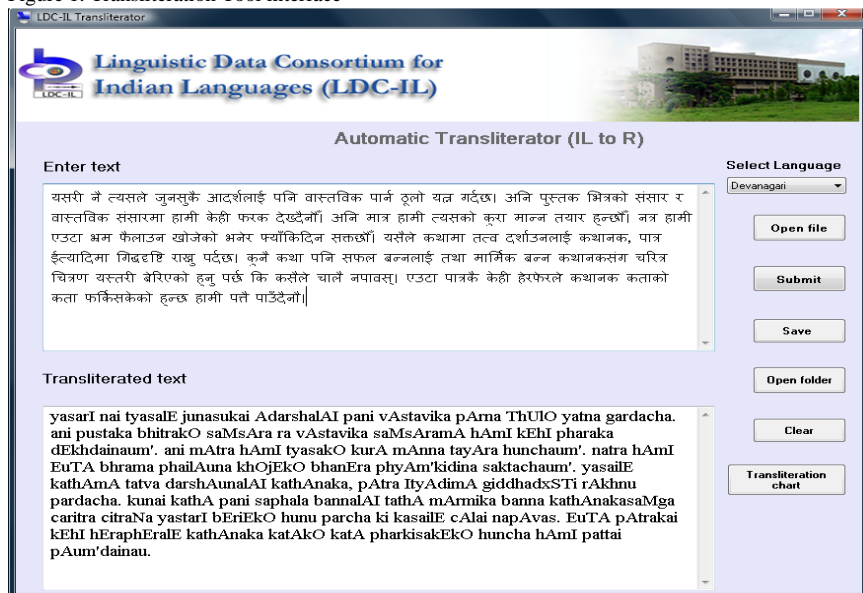 Figure 1: Transliteration Tool Interface
LDC-IL Transliterator
Linguistic Data Consortium for
Indian Languages (LDC-IL)
LDC-IL
Automatic Transliterator (IL to R)
Enter text
Select Language
Devanagari
यसरी नै त्यसले जुनसुकै आदर्शलाई पनि वास्तविक पार्न ठूलो यत्न गर्दछ। अनि पुस्तक भित्रको संसार र
वास्तविक संसारमा हामी केही फरक देख्दैनौँ। अनि मात्र हामी त्यसको कुरा मान्न तयार हुन्छौँ। नत्र हामी
एउटा भ्रम फैलाउन खोजेको भनेर फ्याँकिदिन सक्तछौँ। यसैले कथामा तत्व दर्शाउनलाई कथानक, पात्र
ईत्यादिमा गिद्धदृष्टि राख्नु पर्दछ। कुनै कथा पनि सफल बन्नलाई तथा मार्मिक बन्न कथानकसंग चरित्र
चित्रण यस्तरी बेरिएको हुनु पर्छ कि कसैले चालै नपावस्। एउटा पात्रकै केही हेरफेरले कथानक कताको
कता फर्किसकेको हुन्छ हामी पत्तै पाउँदैनौ।
Open file
Submit
Save
Transliterated text
Open folder
yasarI nai tyasalE junasukai AdarshalAI pani vAstavika pArna ThUlO yatna gardacha.
ani pustaka bhitrakO saMsAra ra vAstavika saMsAramA hAmI kEhI pharaka
dEkhdainaum'. ani mAtra hAmI tyasakO kurA mAnna tayAra hunchaum'. natra hAmI
EuTA bhrama phailAuna khOjEkO bhanEra phyAm'kidina saktachaum'. yasailE
kathAmA tatva darshAunalAI kathAnaka, pAtra ItyAdimA giddhadxSTi rAkhnu
pardacha. kunai kathA pani saphala bannalAI tathA mArmika banna kathAnakasaMga
caritra citraNa yastarI bEriEkO hunu parcha ki kasailE cAlai napAvas. EuTA pAtrakai
kEhI hEraphEralE kathAnaka katAkO katA pharkisakEkO huncha hAmI pattai
pAum'dainau.
Clear
Transliteration
chart